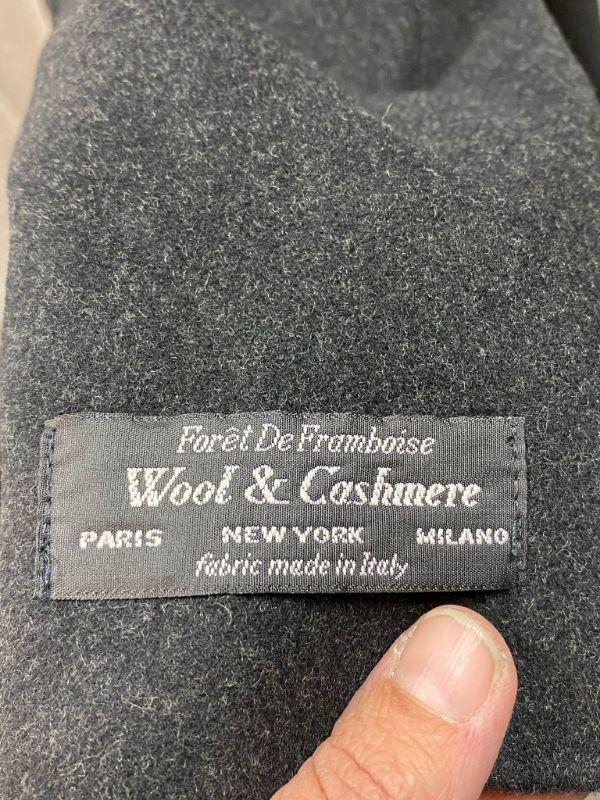 Forêt De Framboise
Wool & Cashmere
PARIS NEW YORK MILANO
fabric made in Italy